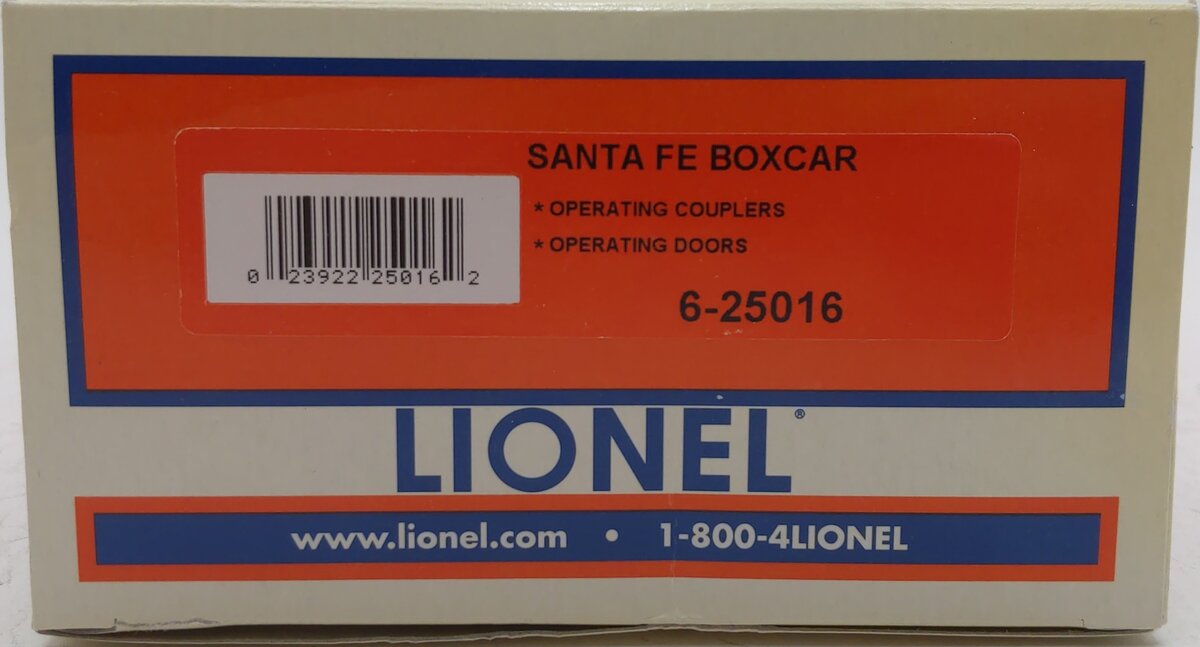 SANTA FE BOXCAR
* OPERATING COUPLERS
* OPERATING DOORS
0 23922 25016 2
6-25016
LIONEL®
www.lionel.com • 1-800-4LIONEL